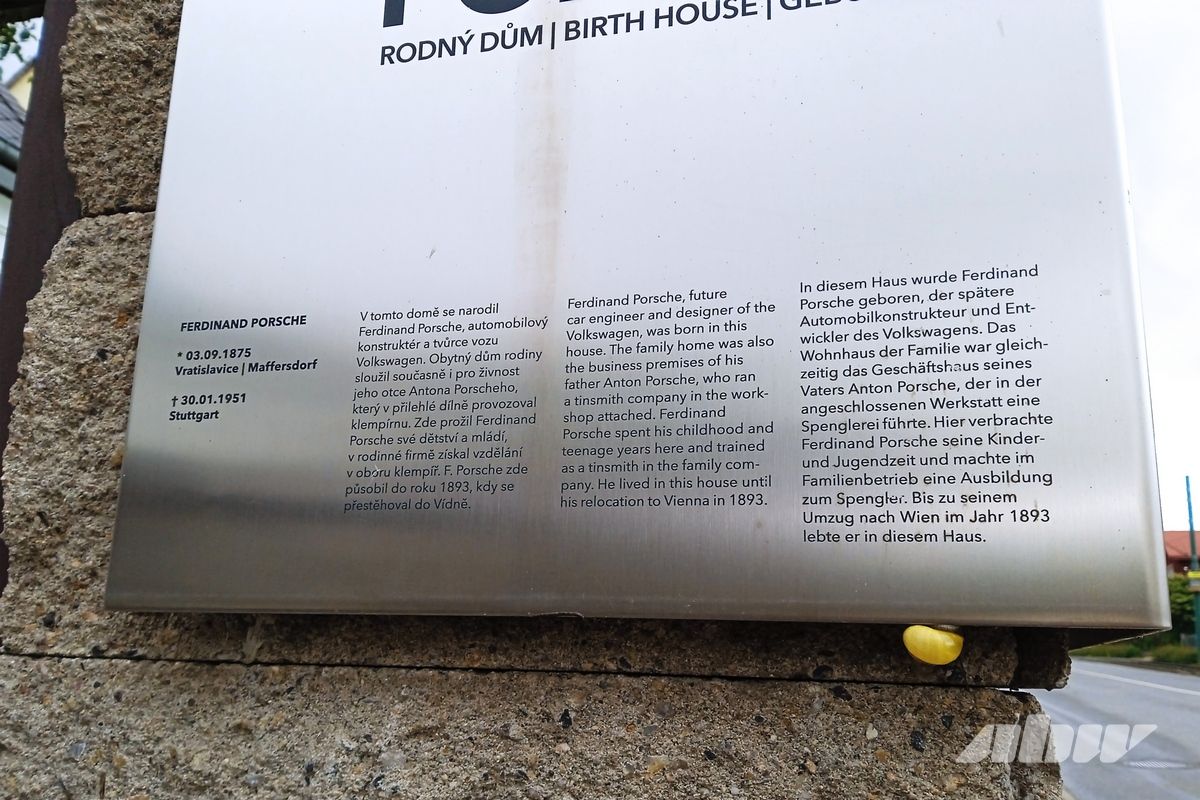 RODNÝ DŮM | BIRTH HOUSE |
FERDINAND PORSCHE
* 03.09.1875
Vratislavice | Maffersdorf
† 30.01.1951
Stuttgart
V tomto domě se narodil
Ferdinand Porsche, automobilový
konstruktér a tvůrce vozu
Volkswagen. Obytný dům rodiny
sloužil současně i pro živnost
jeho otce Antona Porscheho,
který v přilehlé dílně provozoval
klempírnu. Zde prožil Ferdinand
Porsche své dětství a mládí,
v rodinné firmě získal vzdělání
v oboru klempíř. F. Porsche zde
působil do roku 1893, kdy se
přestěhoval do Vídně.
Ferdinand Porsche, future
car engineer and designer of the
Volkswagen, was born in this
house. The family home was also
the business premises of his
father Anton Porsche, who ran
a tinsmith company in the work-
shop attached. Ferdinand
Porsche spent his childhood and
teenage years here and trained
as a tinsmith in the family com-
pany. He lived in this house until
his relocation to Vienna in 1893.
In diesem Haus wurde Ferdinand
Porsche geboren, der spätere
Automobilkonstrukteur und Ent-
wickler des Volkswagens. Das
Wohnhaus der Familie war gleich-
zeitig das Geschäftshaus seines
Vaters Anton Porsche, der in der
angeschlossenen Werkstatt eine
Spenglerei führte. Hier verbrachte
Ferdinand Porsche seine Kinder-
und Jugendzeit und machte im
Familienbetrieb eine Ausbildung
zum Spengler. Bis zu seinem
Umzug nach Wien im Jahr 1893
lebte er in diesem Haus.